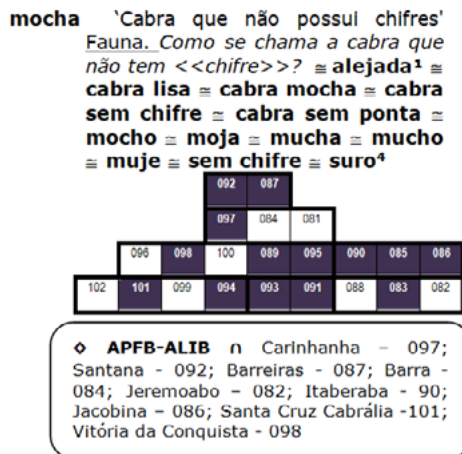 mocha 'Cabra que não possui chifres'
Fauna. Como se chama a cabra que
não tem <<chifre>>? ≅ alejada¹ ≅
cabra lisa ≅ cabra mocha ≅ cabra
sem chifre ≅ cabra sem ponta ≅
mocho ≅ moja ≅ mucha ≅ mucho
≅ muje ≅ sem chifre ≅ suro⁴
092 087
097 084 081
096 098 100 089 095 090 085 086
102 101 099 094 093 091 088 083 082
◊ APFB-ALIB ∩ Carinhanha – 097;
Santana - 092; Barreiras - 087; Barra -
084; Jeremoabo – 082; Itaberaba - 90;
Jacobina – 086; Santa Cruz Cabrália -101;
Vitória da Conquista - 098